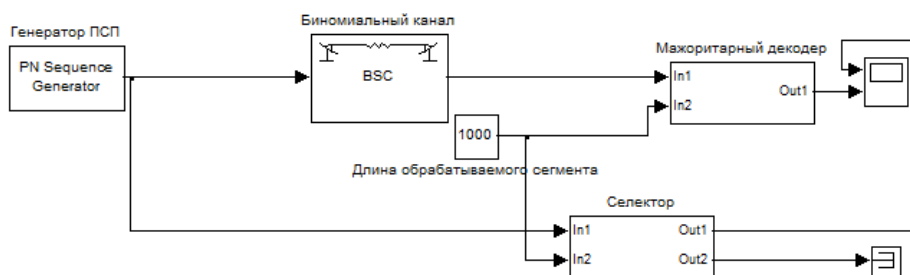 Биномиальный канал
Генератор ПСП
PN Sequence
Generator
BSC
Мажоритарный декодер
In1
In2
Out1
1000
Длина обрабатываемого сегмента
Селектор
In1
Out1
In2
Out2